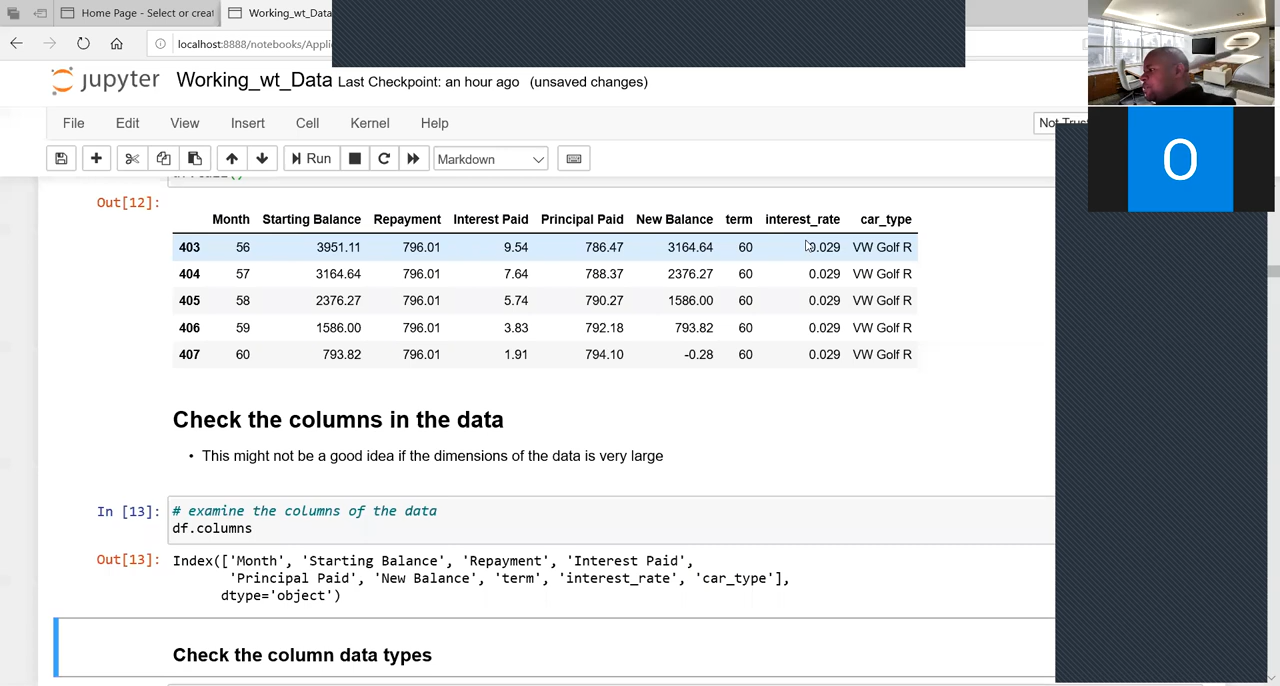 Home Page - Select or creat
Working_wt_Data
localhost:8888/notebooks/Applic
jupyter Working_wt_Data Last Checkpoint: an hour ago (unsaved changes)
File Edit View Insert Cell Kernel Help
Not Trus
Run Markdown
Out[12]:
Month Starting Balance Repayment Interest Paid Principal Paid New Balance term interest_rate car_type
403 56 3951.11 796.01 9.54 786.47 3164.64 60 0.029 VW Golf R
404 57 3164.64 796.01 7.64 788.37 2376.27 60 0.029 VW Golf R
405 58 2376.27 796.01 5.74 790.27 1586.00 60 0.029 VW Golf R
406 59 1586.00 796.01 3.83 792.18 793.82 60 0.029 VW Golf R
407 60 793.82 796.01 1.91 794.10 -0.28 60 0.029 VW Golf R
Check the columns in the data
• This might not be a good idea if the dimensions of the data is very large
In [13]: # examine the columns of the data
df.columns
Out[13]: Index(['Month', 'Starting Balance', 'Repayment', 'Interest Paid',
'Principal Paid', 'New Balance', 'term', 'interest_rate', 'car_type'],
dtype='object')
Check the column data types
O